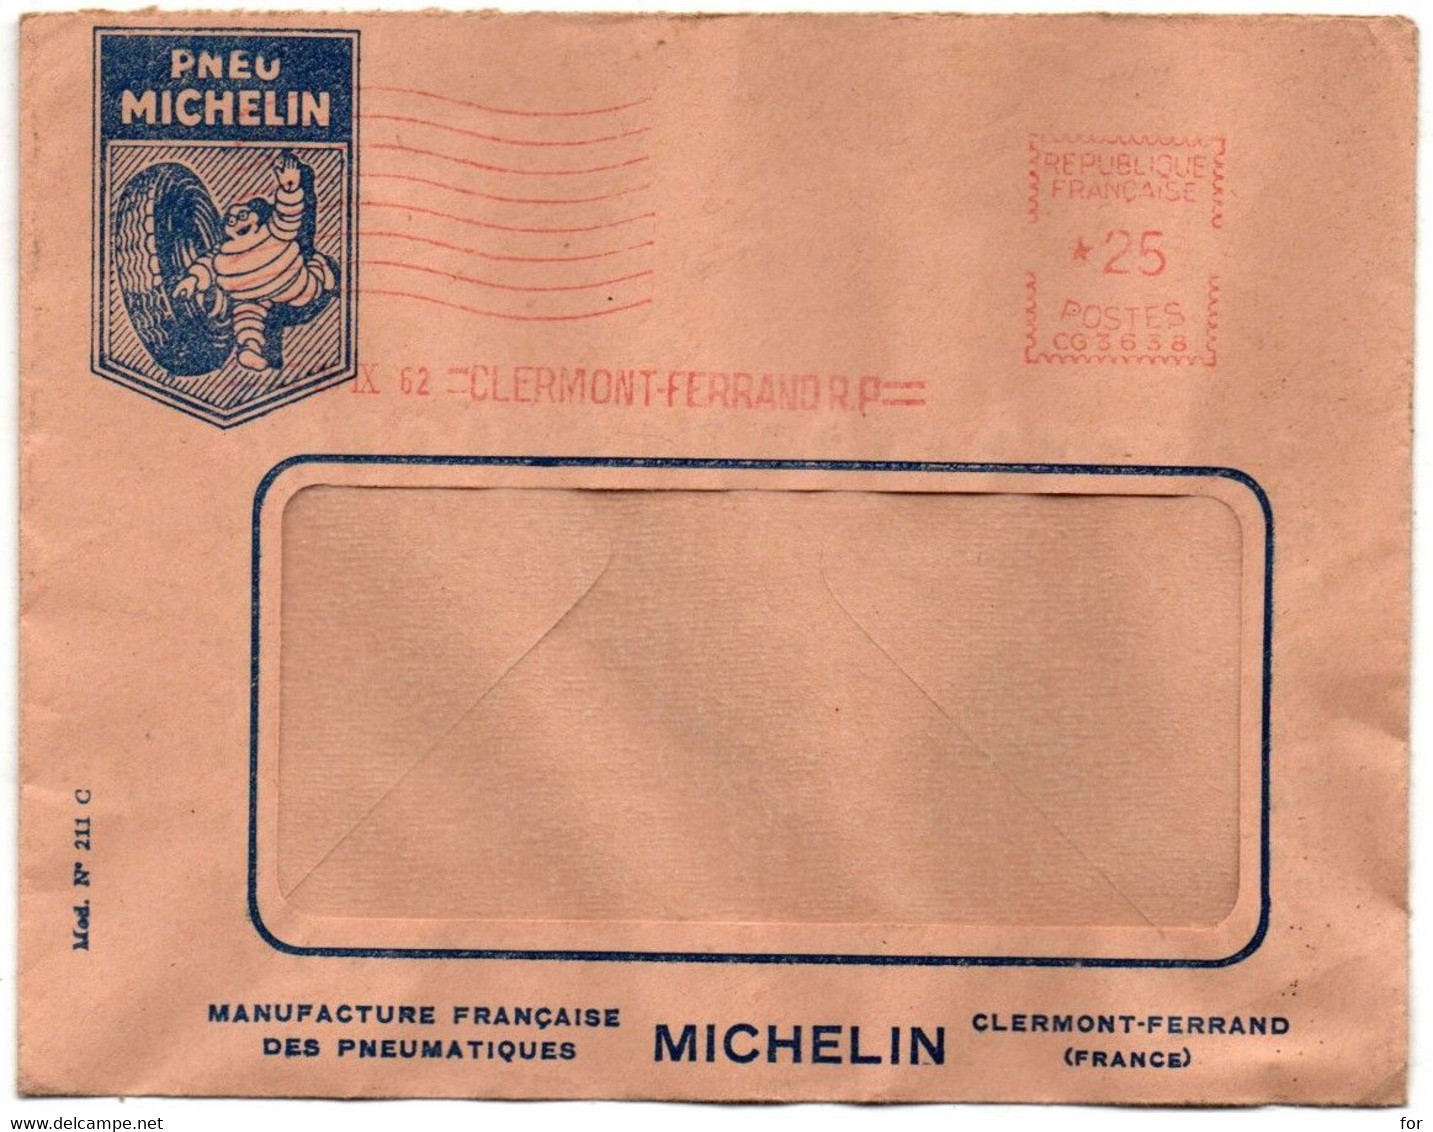 PNEU
MICHELIN
REPUBLIQUE
FRANÇAISE
* 25
POSTES
CG 3638
IX 62 =CLERMONT-FERRAND R.P=
Mod. N° 211 C
MANUFACTURE FRANÇAISE
DES PNEUMATIQUES
MICHELIN
CLERMONT-FERRAND
(FRANCE)
delcampe.net
for